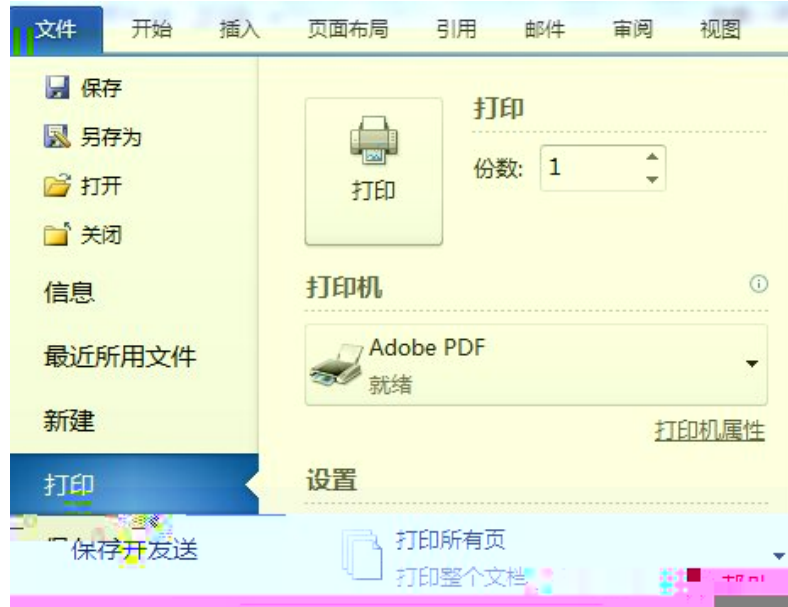 文件 开始 插入 页面布局 引用 邮件 审阅 视图
保存
另存为
打开
关闭
信息
最近所用文件
新建
打印
保存并发送
打印
打印
份数: 1
打印机
Adobe PDF
就绪
打印机属性
设置
打印所有页
打印整个文档